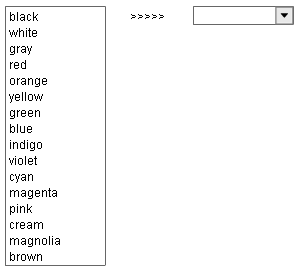 black >>>>>
white
gray
red
orange
yellow
green
blue
indigo
violet
cyan
magenta
pink
cream
magnolia
brown